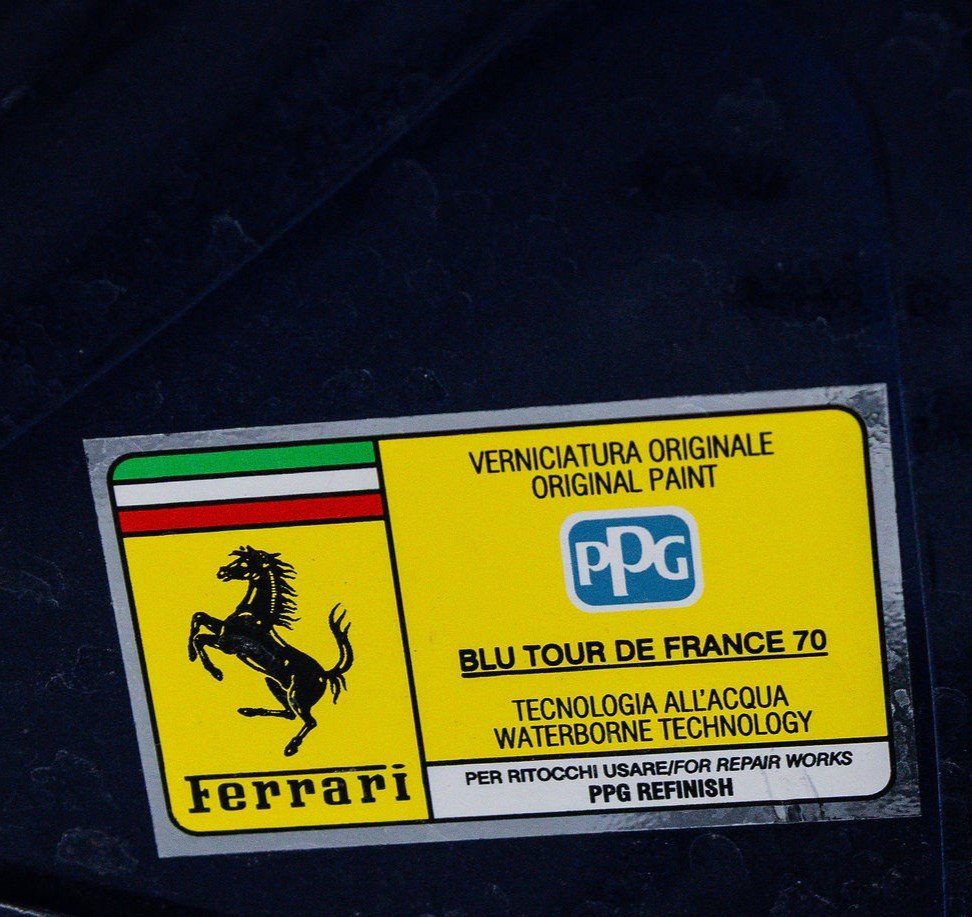 VERNICIATURA ORIGINALE
ORIGINAL PAINT
PPG
BLU TOUR DE FRANCE 70
TECNOLOGIA ALL'ACQUA
WATERBORNE TECHNOLOGY
PER RITOCCHI USARE/FOR REPAIR WORKS
PPG REFINISH
Ferrari